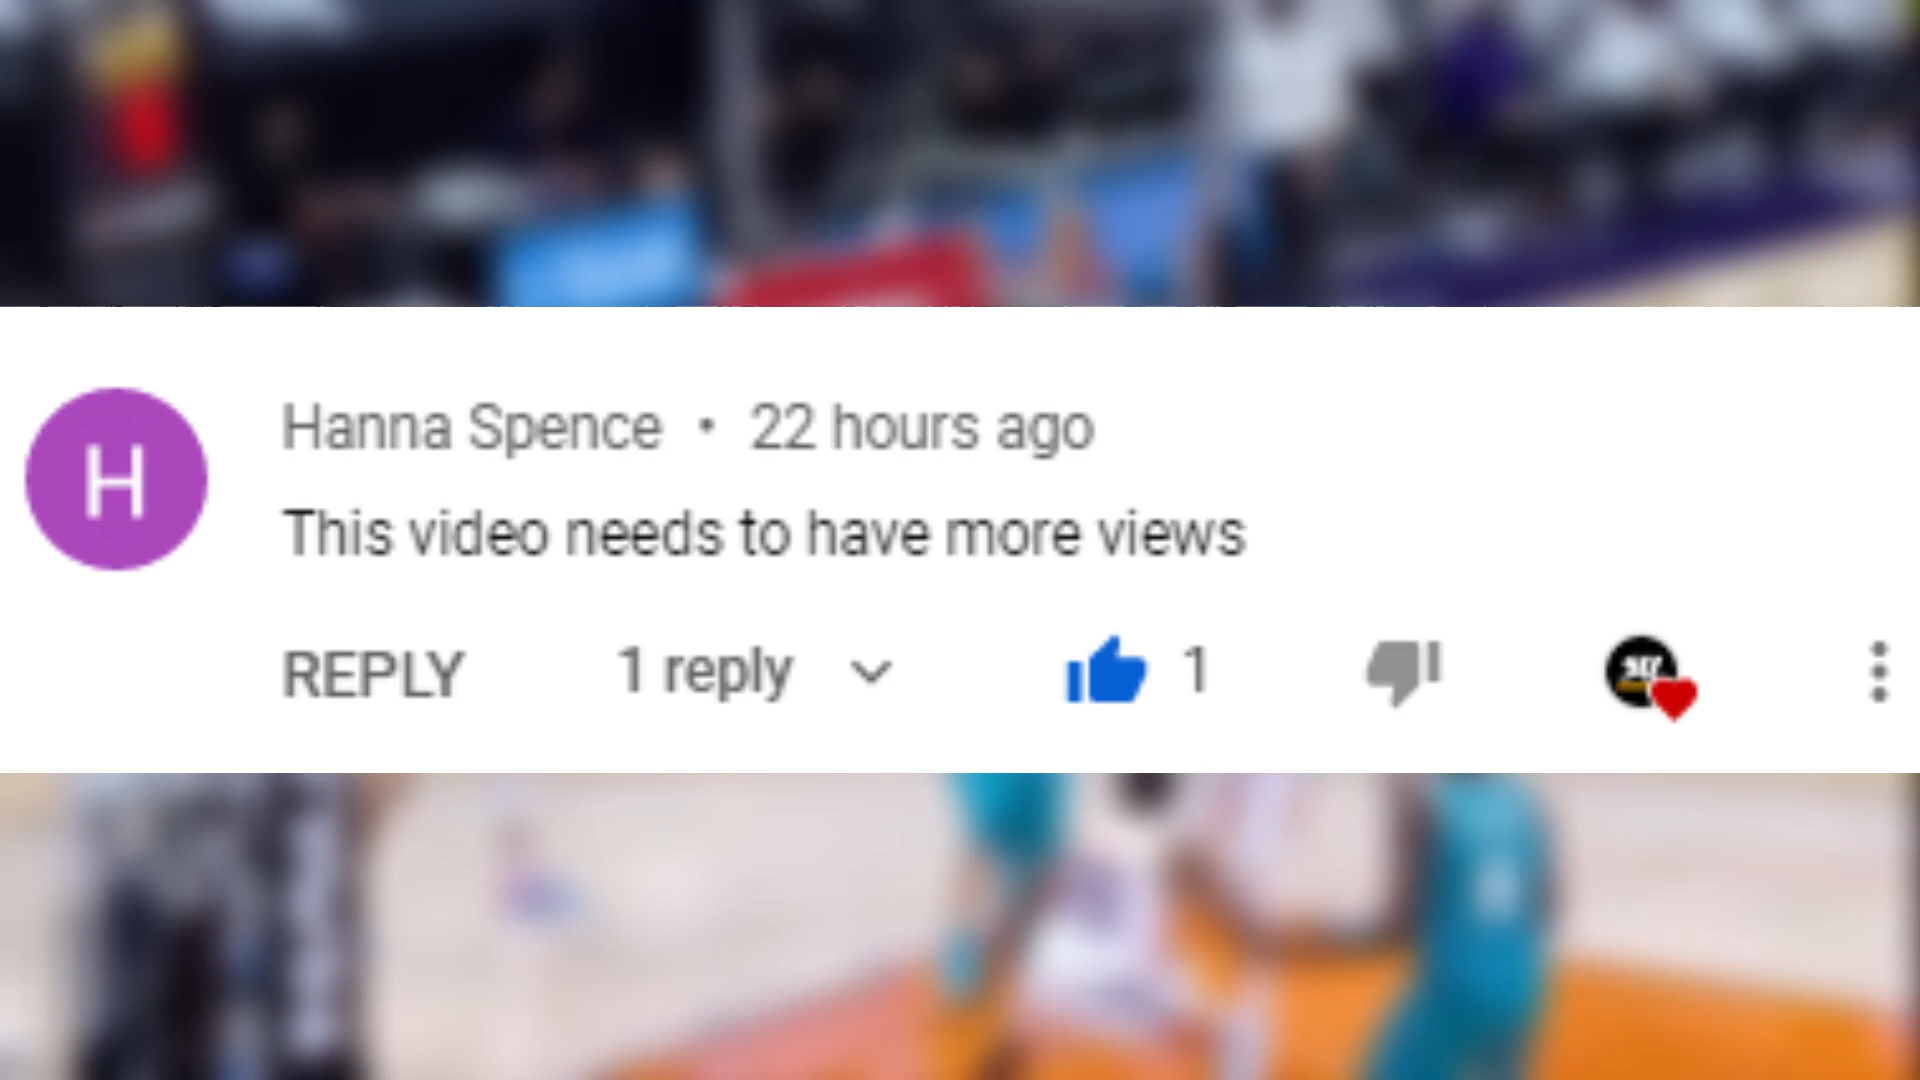 H
Hanna Spence • 22 hours ago
This video needs to have more views
REPLY 1 reply 1